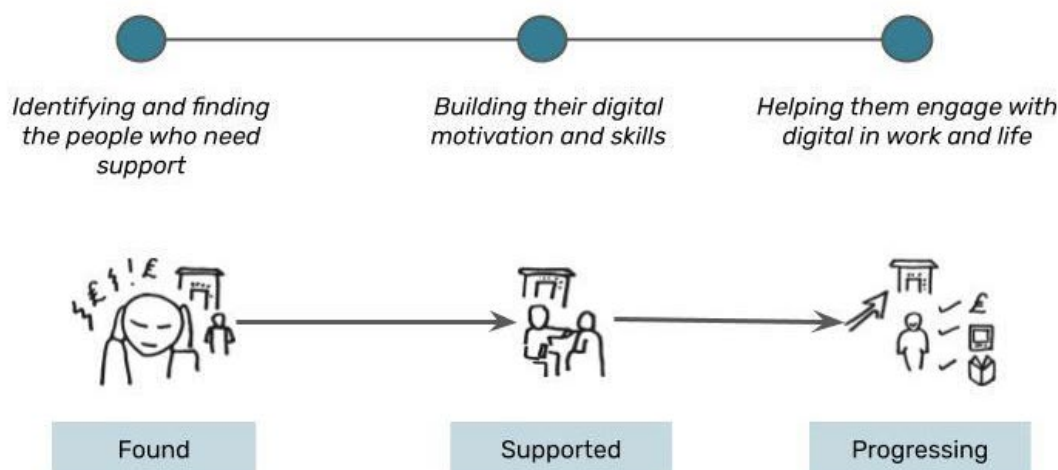 Identifying and finding
the people who need
support
Building their digital
motivation and skills
Helping them engage with
digital in work and life
£ ! £
£
Found
Supported
Progressing